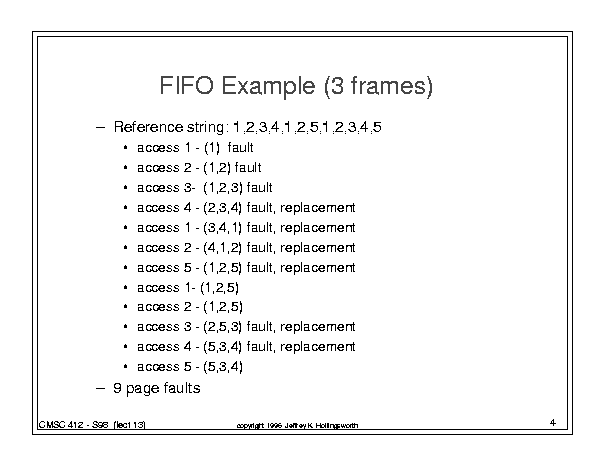 FIFO Example (3 frames)
– Reference string: 1,2,3,4,1,2,5,1,2,3,4,5
• access 1 - (1) fault
• access 2 - (1,2) fault
• access 3- (1,2,3) fault
• access 4 - (2,3,4) fault, replacement
• access 1 - (3,4,1) fault, replacement
• access 2 - (4,1,2) fault, replacement
• access 5 - (1,2,5) fault, replacement
• access 1- (1,2,5)
• access 2 - (1,2,5)
• access 3 - (2,5,3) fault, replacement
• access 4 - (5,3,4) fault, replacement
• access 5 - (5,3,4)
– 9 page faults
CMSC 412 - S98 (lect 13)
copyright 1996 Jeffrey K. Hollingsworth
4